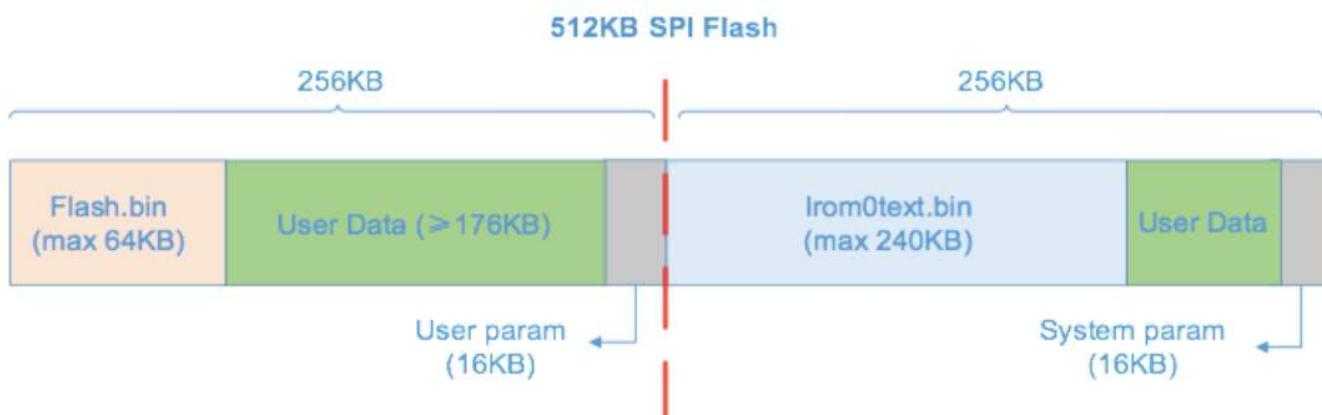 512KB SPI Flash
256KB
256KB
Flash.bin
(max 64KB)
User Data (≥176KB)
Irom0text.bin
(max 240KB)
User Data
User param
(16KB)
System param
(16KB)